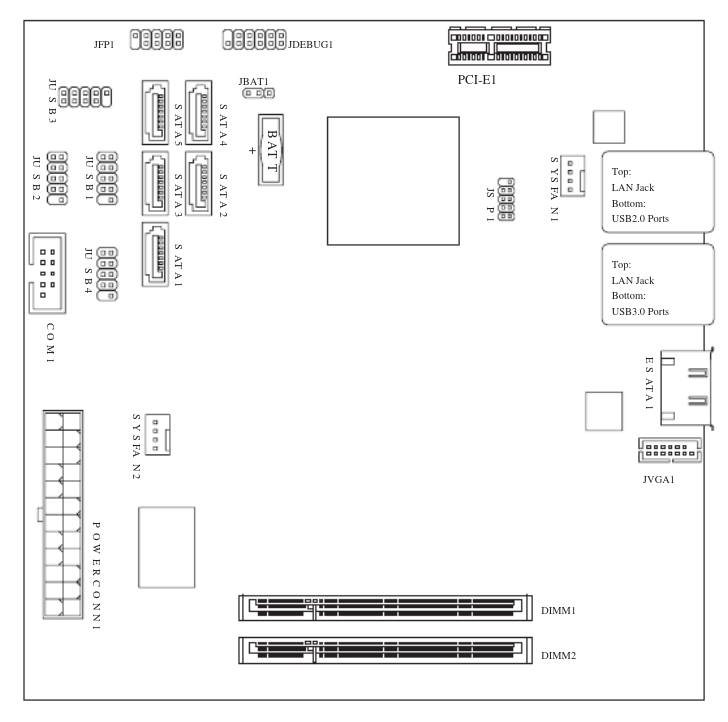 JFP1
JDEBUG1
PCI-E1
JUSB3
JBAT1
SATA5
SATA4
+
BATT
JUSB2
JUSB1
SATA3
SATA2
JSP1
SYSFAN1
Top:
LAN Jack
Bottom:
USB2.0 Ports
Top:
LAN Jack
Bottom:
USB3.0 Ports
JUSB4
SATA1
COM1
ESATA1
SYSFAN2
JVGA1
POWERCONN1
DIMM1
DIMM2